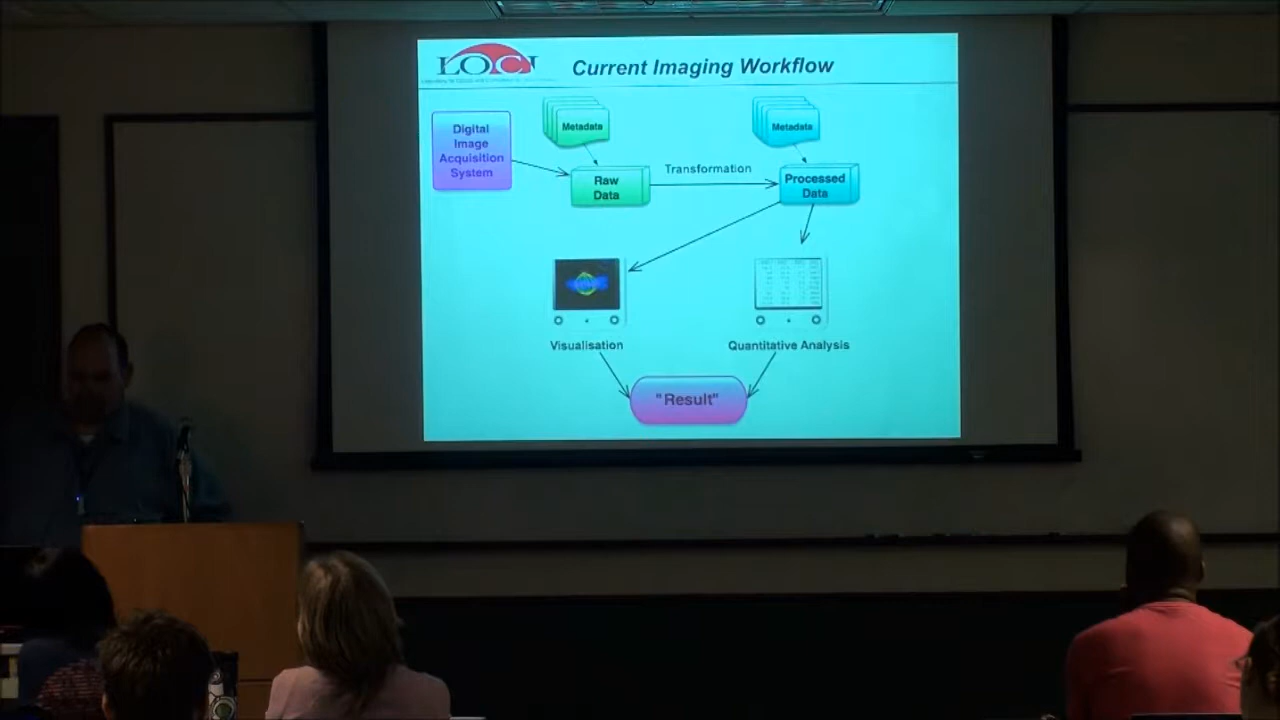 LOCI
Current Imaging Workflow
Metadata
Metadata
Digital
Image
Acquisition
System
Transformation
Raw
Data
Processed
Data
Visualisation
Quantitative Analysis
"Result"